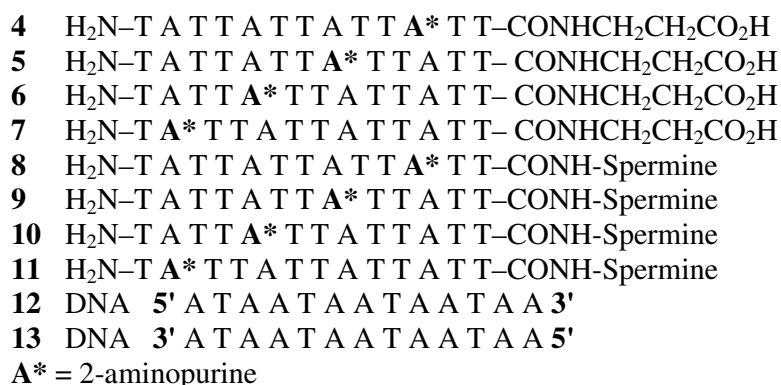 4 H₂N–T A T T A T T A T T A* T T–CONHCH₂CH₂CO₂H
5 H₂N–T A T T A T T A* T T A T T– CONHCH₂CH₂CO₂H
6 H₂N–T A T T A* T T A T T A T T– CONHCH₂CH₂CO₂H
7 H₂N–T A* T T A T T A T T A T T– CONHCH₂CH₂CO₂H
8 H₂N–T A T T A T T A T T A* T T–CONH-Spermine
9 H₂N–T A T T A T T A* T T A T T–CONH-Spermine
10 H₂N–T A T T A* T T A T T A T T–CONH-Spermine
11 H₂N–T A* T T A T T A T T A T T–CONH-Spermine
12 DNA 5' A T A A T A A T A A T A A 3'
13 DNA 3' A T A A T A A T A A T A A 5'
A* = 2-aminopurine